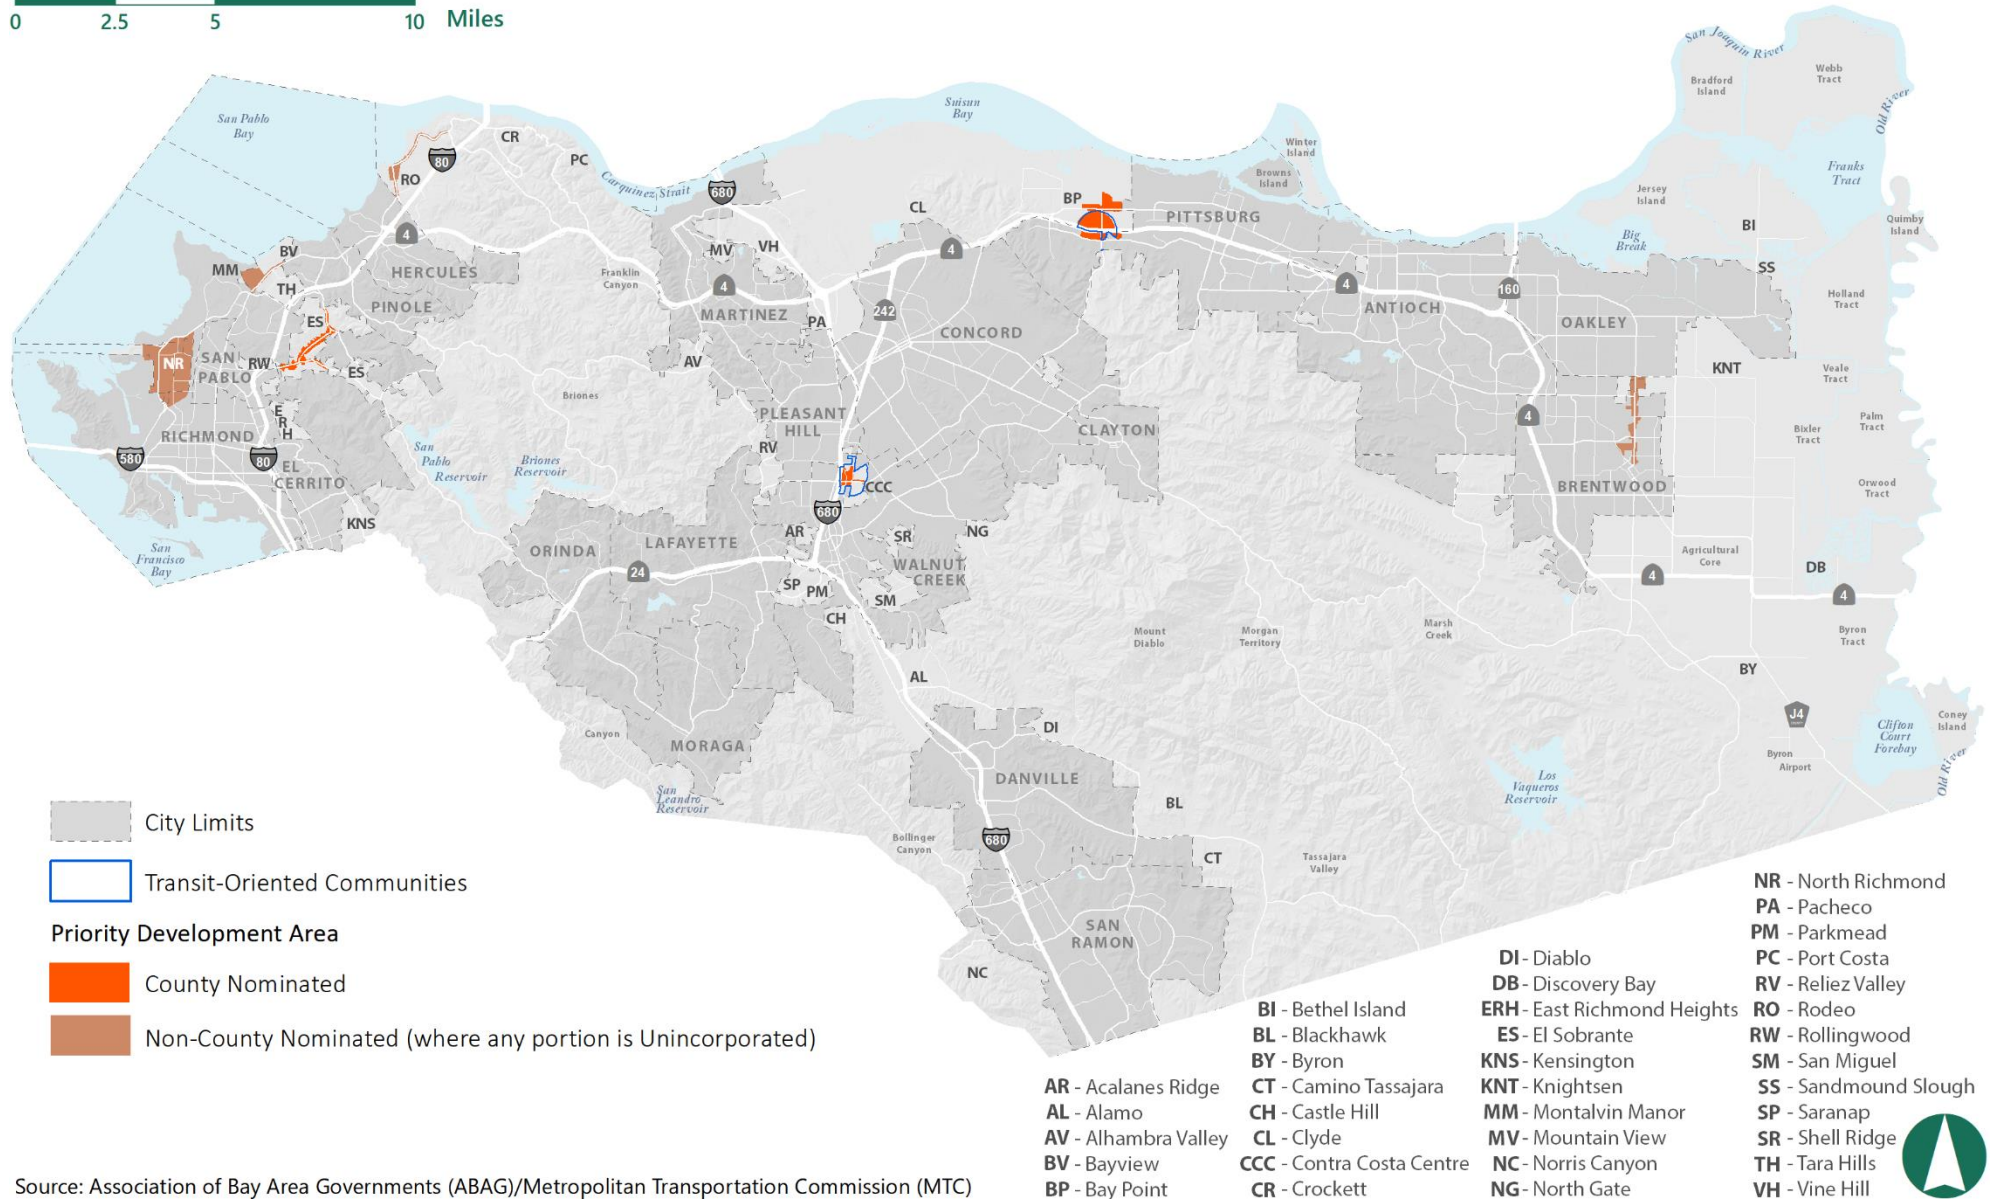 0 2.5 5 10 Miles
San Joaquin River
Webb
Tract
Bradford
Island
Old River
San Pablo
Bay
Suisun
Bay
CR
80
PC
Winter
Island
Franks
Tract
RO
Carquinez Strait
680
Browns
Island
Jersey
Island
BP
CL
PITTSBURG
BI
Quimby
Island
4
Big
Break
BV
MV
VH
4
MM
HERCULES
Franklin
Canyon
SS
TH
4
4
160
Holland
Tract
PINOLE
MARTINEZ
242
ANTIOCH
ES
PA
CONCORD
OAKLEY
NR
SAN
PABLO
RW
ES
AV
KNT
Veale
Tract
Briones
E
R
H
PLEASANT
HILL
CLAYTON
4
Palm
Tract
Bixler
Tract
RICHMOND
San
Pablo
Reservoir
RV
580
80
EL
CERRITO
Briones
Reservoir
CCC
BRENTWOOD
Orwood
Tract
680
KNS
AR
SR
NG
San
Francisco
Bay
ORINDA
LAFAYETTE
WALNUT
CREEK
Agricultural
Core
24
SP
PM
SM
4
DB
4
CH
Mount
Diablo
Morgan
Territory
Marsh
Creek
Byron
Tract
AL
BY
DI
J4
Clifton
Court
Forebay
Coney
Island
Canyon
MORAGA
Byron
Airport
Old River
DANVILLE
San
Leandro
Reservoir
BL
Los
Vaqueros
Reservoir
680
Bollinger
Canyon
CT
Tassajara
Valley
SAN
RAMON
NC
City Limits
Transit-Oriented Communities
Priority Development Area
County Nominated
Non-County Nominated (where any portion is Unincorporated)
AR - Acalanes Ridge
AL - Alamo
AV - Alhambra Valley
BV - Bayview
BP - Bay Point
BI - Bethel Island
BL - Blackhawk
BY - Byron
CT - Camino Tassajara
CH - Castle Hill
CL - Clyde
CCC - Contra Costa Centre
CR - Crockett
DI - Diablo
DB - Discovery Bay
ERH - East Richmond Heights
ES - El Sobrante
KNS - Kensington
KNT - Knightsen
MM - Montalvin Manor
MV - Mountain View
NC - Norris Canyon
NG - North Gate
NR - North Richmond
PA - Pacheco
PM - Parkmead
PC - Port Costa
RV - Reliez Valley
RO - Rodeo
RW - Rollingwood
SM - San Miguel
SS - Sandmound Slough
SP - Saranap
SR - Shell Ridge
TH - Tara Hills
VH - Vine Hill
Source: Association of Bay Area Governments (ABAG)/Metropolitan Transportation Commission (MTC)